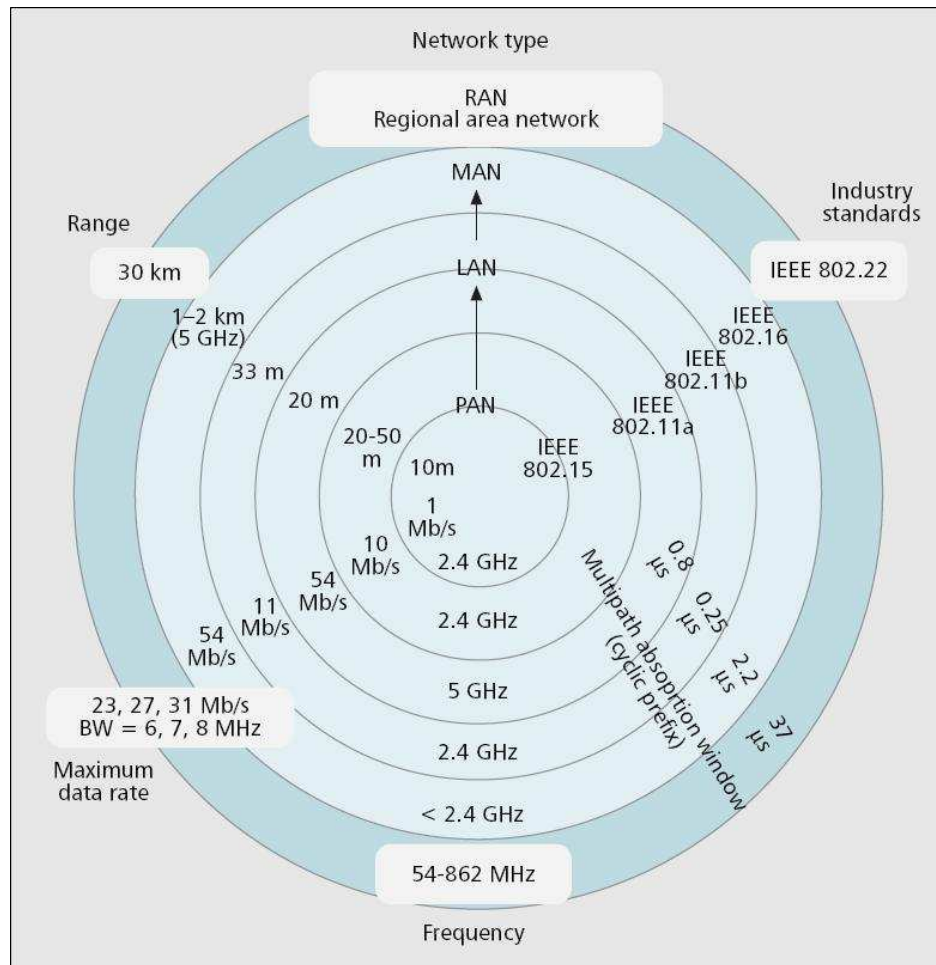 Network type
RAN
Regional area network
MAN
Industry
standards
Range
LAN
30 km
IEEE 802.22
1–2 km
(5 GHz)
IEEE
802.16
33 m
IEEE
802.11b
20 m
PAN
IEEE
802.11a
20-50
m
10m
IEEE
802.15
1
Mb/s
10
Mb/s
2.4 GHz
0.8
µs
54
Mb/s
0.25
µs
11
Mb/s
2.4 GHz
Multipath absoprtion window
(cyclic prefix)
54
Mb/s
2.2
µs
5 GHz
23, 27, 31 Mb/s
BW = 6, 7, 8 MHz
37
µs
2.4 GHz
Maximum
data rate
< 2.4 GHz
54-862 MHz
Frequency